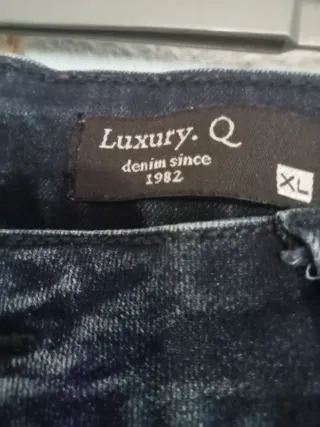 Luxury. Q
denim since
1982
XL